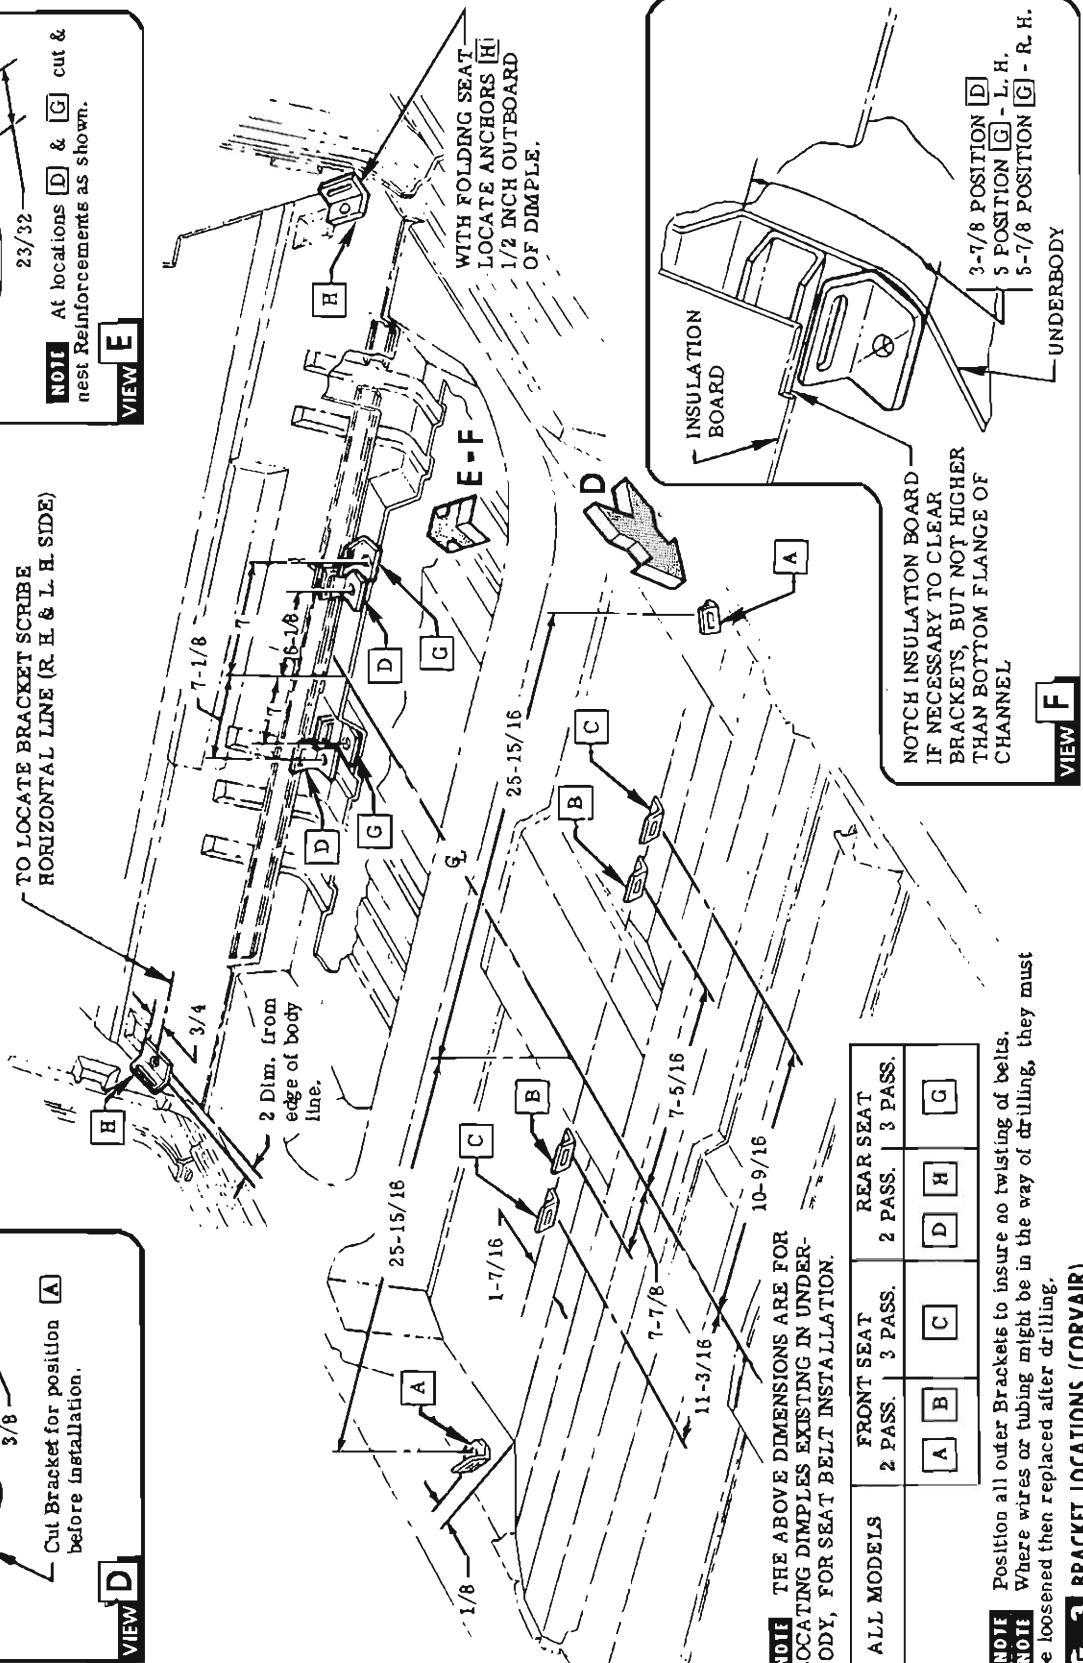 3/8
Cut Bracket for position A
before installation.
VIEW D
23/32
NOTE At locations D & G cut &
nest Reinforcements as shown.
VIEW E
TO LOCATE BRACKET SCRIBE
HORIZONTAL LINE (R. H. & L. H. SIDE)
H
3/4
2 Dim. from
edge of body
line.
7-1/8
7
7
26-1/8
D
G
D
G
H
WITH FOLDING SEAT
LOCATE ANCHORS H
1/2 INCH OUTBOARD
OF DIMPLE.
E - F
D
25-15/16
25-15/16
CL
A
1/8
C
B
1-7/16
B
C
A
7-5/16
7-7/8
10-9/16
11-3/16
INSULATION
BOARD
NOTCH INSULATION BOARD
IF NECESSARY TO CLEAR
BRACKETS, BUT NOT HIGHER
THAN BOTTOM FLANGE OF
CHANNEL
3-7/8 POSITION D
5 POSITION G - L. H.
5-7/8 POSITION G - R. H.
UNDERBODY
VIEW F
NOTE THE ABOVE DIMENSIONS ARE FOR
OCATING DIMPLES EXISTING IN UNDER-
ODY, FOR SEAT BELT INSTALLATION.
ALL MODELS
FRONT SEAT
2 PASS. 3 PASS.
REAR SEAT
2 PASS. 3 PASS.
A B C D H G
NOTE Position all outer Brackets to insure no twisting of belts.
NOTE Where wires or tubing might be in the way of drilling, they must
e loosened then replaced after drilling.
BRACKET LOCATIONS (CORVAIR)